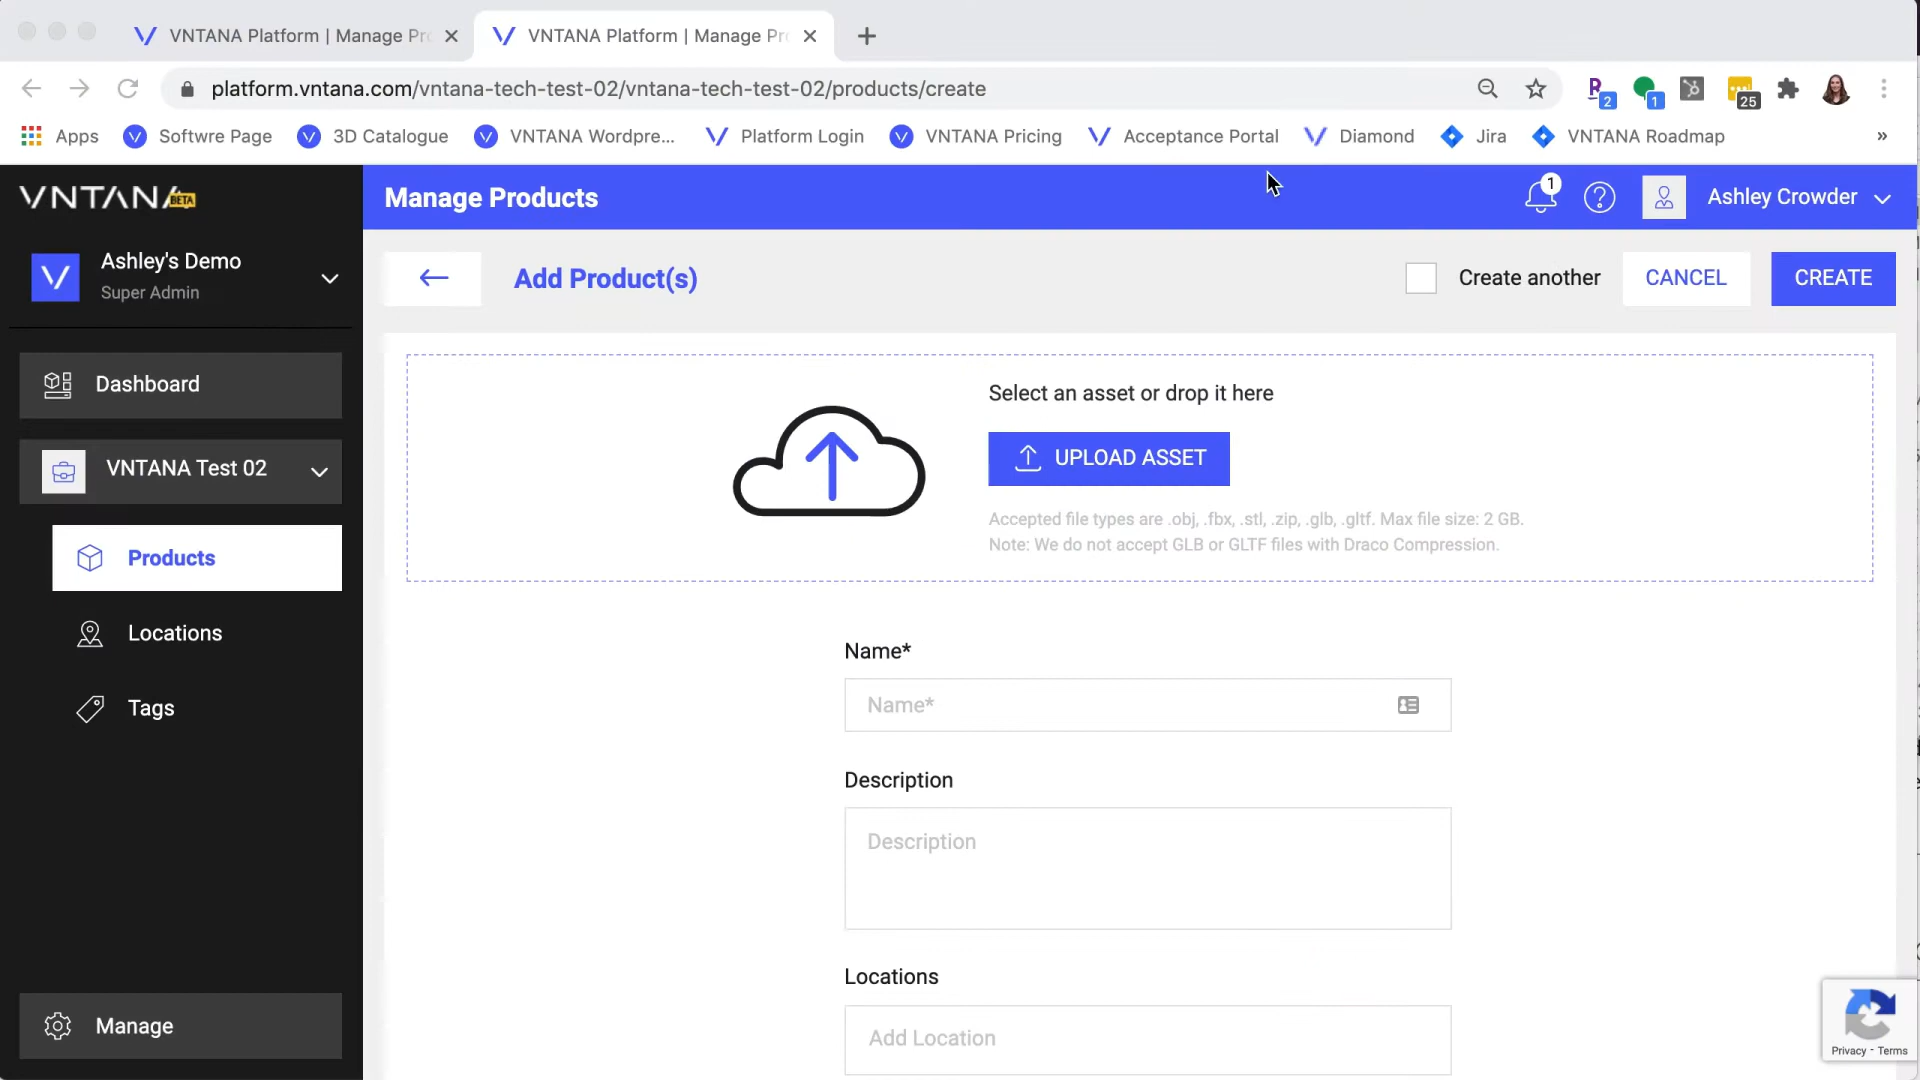 VNTANA Platform | Manage Pr
VNTANA Platform | Manage Pr
platform.vntana.com/vntana-tech-test-02/vntana-tech-test-02/products/create
2
1
25
Apps
Softwre Page
3D Catalogue
VNTANA Wordpre...
Platform Login
VNTANA Pricing
Acceptance Portal
Diamond
Jira
VNTANA Roadmap
»
VNTANA BETA
Manage Products
1
Ashley Crowder
Ashley's Demo
Super Admin
Add Product(s)
Create another
CANCEL
CREATE
Dashboard
VNTANA Test 02
Products
Locations
Tags
Manage
Select an asset or drop it here
UPLOAD ASSET
Accepted file types are .obj, .fbx, .stl, .zip, .glb, .gltf. Max file size: 2 GB.
Note: We do not accept GLB or GLTF files with Draco Compression.
Name*
Name*
Description
Description
Locations
Add Location
Privacy - Terms